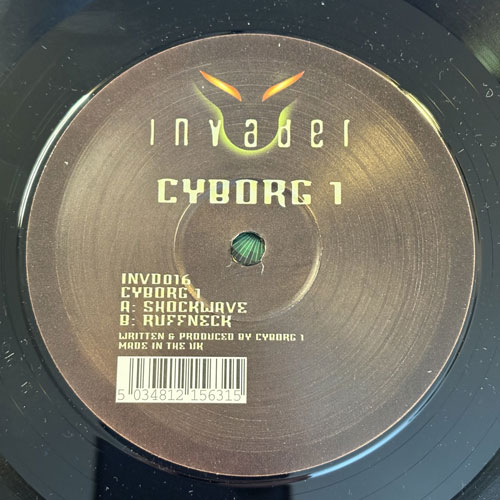 invader
CYBORG 1
INVD016
CYBORG 1
A: SHOCKWAVE
B: RUFFNECK
WRITTEN & PRODUCED BY CYBORG 1
MADE IN THE UK
5 034812 156315